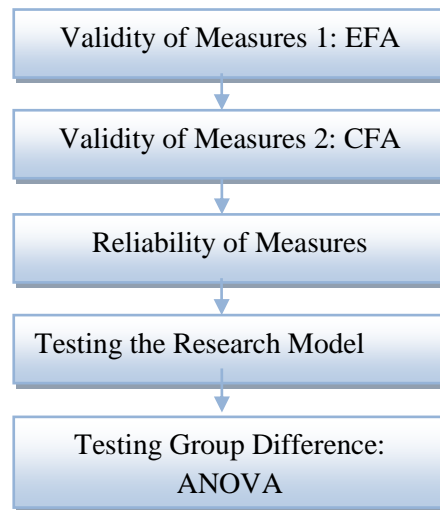 Validity of Measures 1: EFA
Validity of Measures 2: CFA
Reliability of Measures
Testing the Research Model
Testing Group Difference:
ANOVA